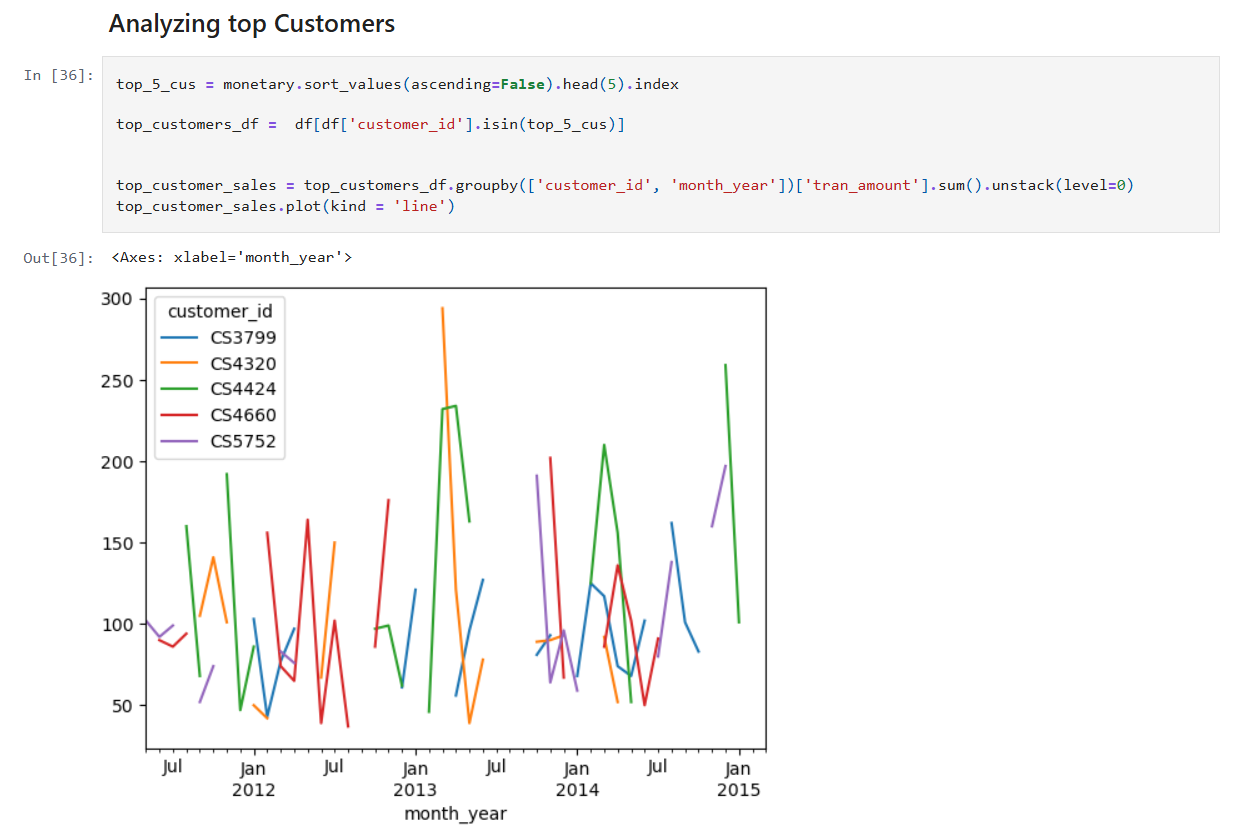 Analyzing top Customers
In [36]:
top_5_cus = monetary.sort_values(ascending=False).head(5).index
top_customers_df =  df[df['customer_id'].isin(top_5_cus)]
top_customer_sales = top_customers_df.groupby(['customer_id', 'month_year'])['tran_amount'].sum().unstack(level=0)
top_customer_sales.plot(kind = 'line')
Out[36]: <Axes: xlabel='month_year'>
customer_id
CS3799
CS4320
CS4424
CS4660
CS5752
300
250
200
150
100
50
Jul Jan Jul Jan Jul Jan Jul Jan
2012 2013 2014 2015
month_year